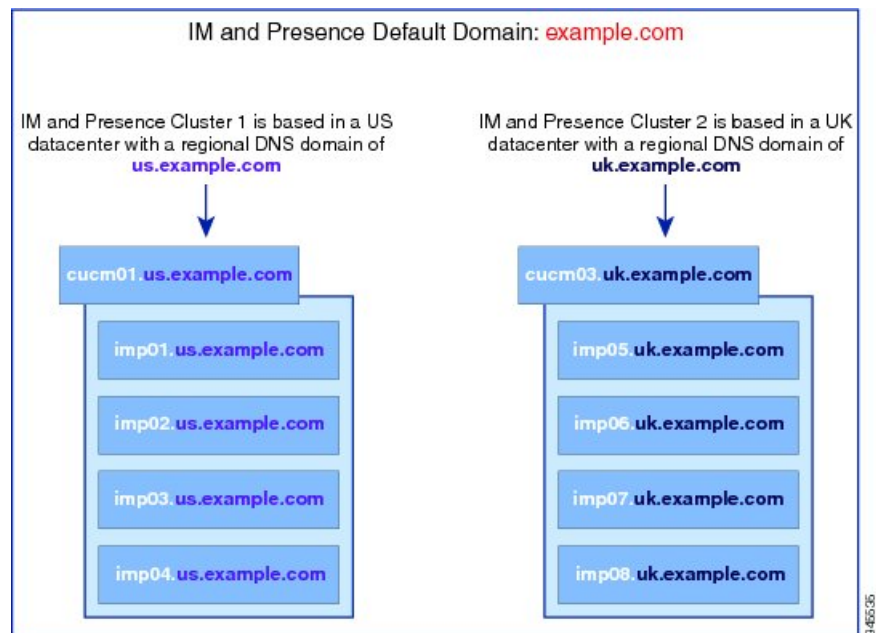 IM and Presence Default Domain: example.com
IM and Presence Cluster 1 is based in a US
datacenter with a regional DNS domain of
us.example.com
cucm01.us.example.com
imp01.us.example.com
imp02.us.example.com
imp03.us.example.com
imp04.us.example.com
IM and Presence Cluster 2 is based in a UK
datacenter with a regional DNS domain of
uk.example.com
cucm03.uk.example.com
imp05.uk.example.com
imp06.uk.example.com
imp07.uk.example.com
imp08.uk.example.com